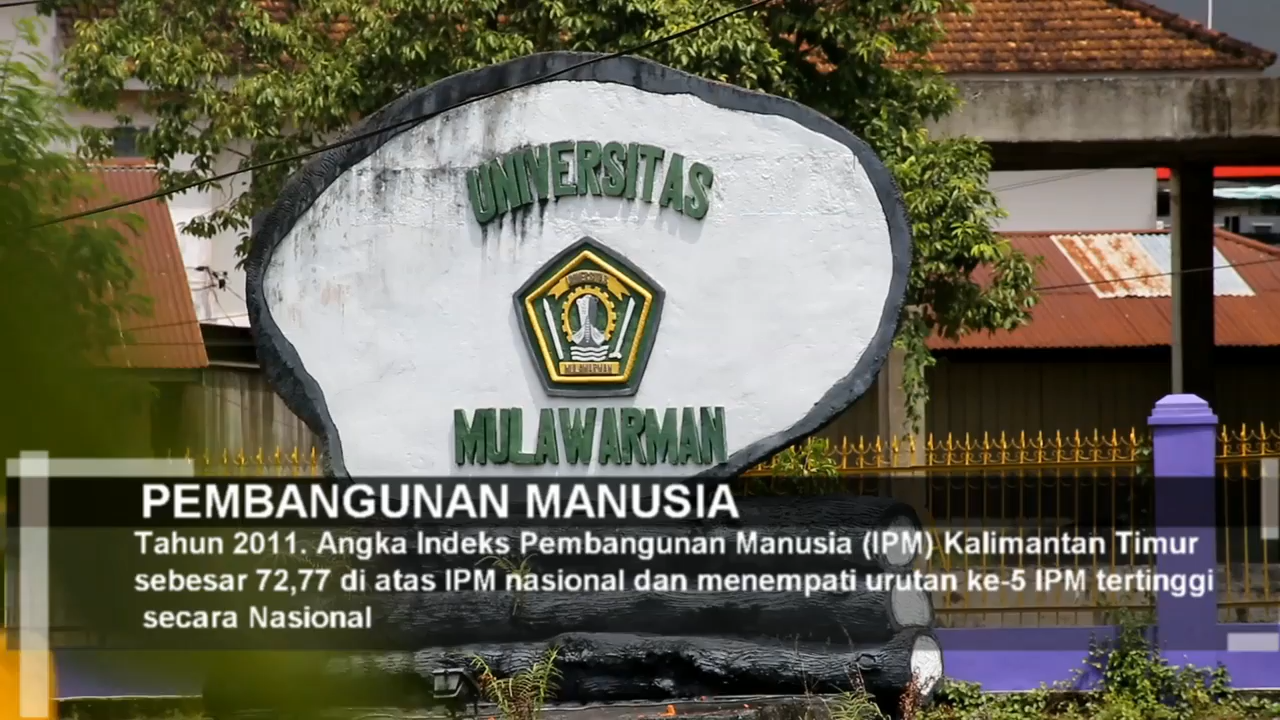 UNIVERSITAS
MULAWARMAN
MULAWARMAN
PEMBANGUNAN MANUSIA
Tahun 2011. Angka Indeks Pembangunan Manusia (IPM) Kalimantan Timur
sebesar 72,77 di atas IPM nasional dan menempati urutan ke-5 IPM tertinggi
secara Nasional